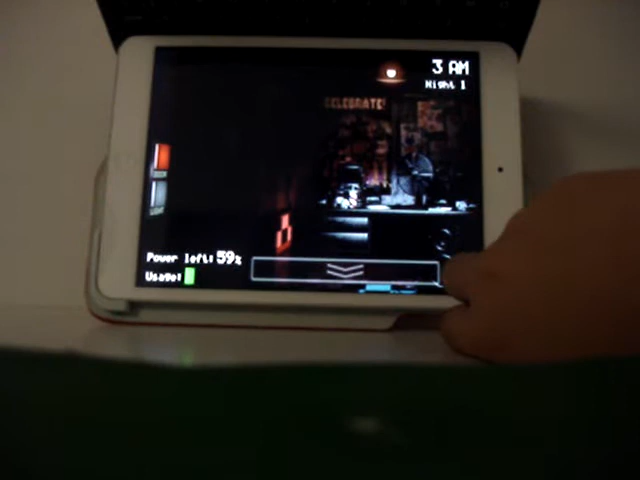 3 AM
Night 1
CELEBRATE!
Power left: 59%
Usage: